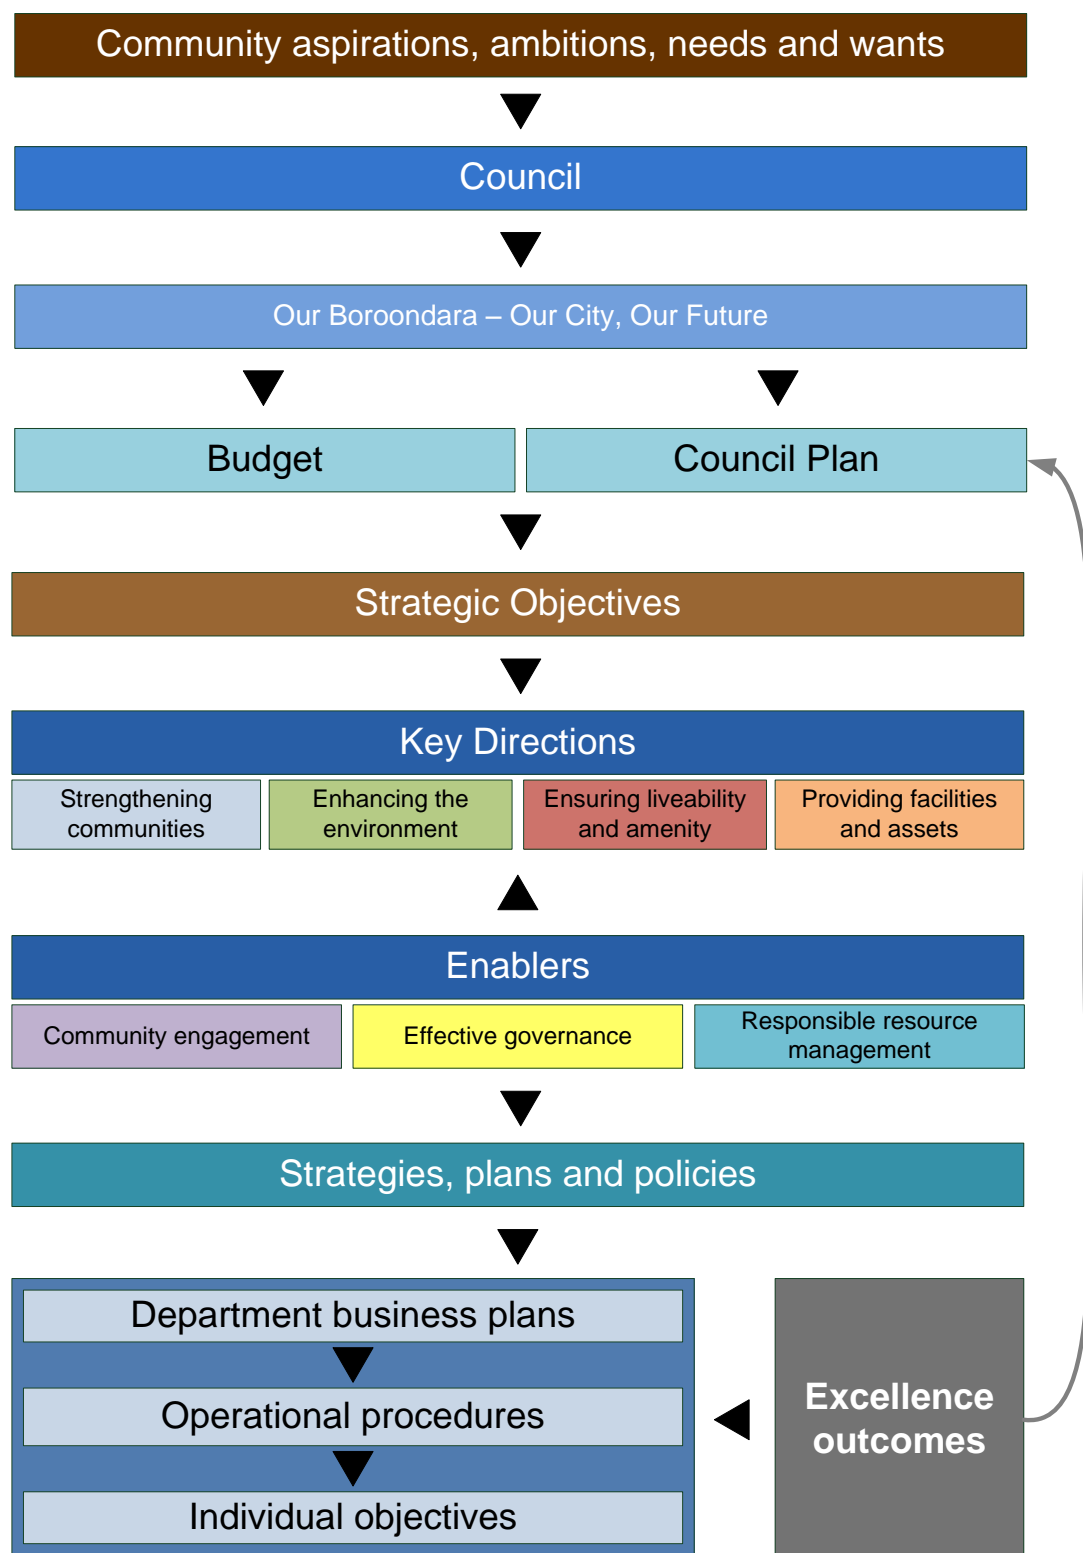 Community aspirations, ambitions, needs and wants
Council
Our Boroondara – Our City, Our Future
Budget
Council Plan
Strategic Objectives
Key Directions
Strengthening
communities
Enhancing the
environment
Ensuring liveability
and amenity
Providing facilities
and assets
Enablers
Community engagement
Effective governance
Responsible resource
management
Strategies, plans and policies
Department business plans
Operational procedures
Individual objectives
Excellence
outcomes